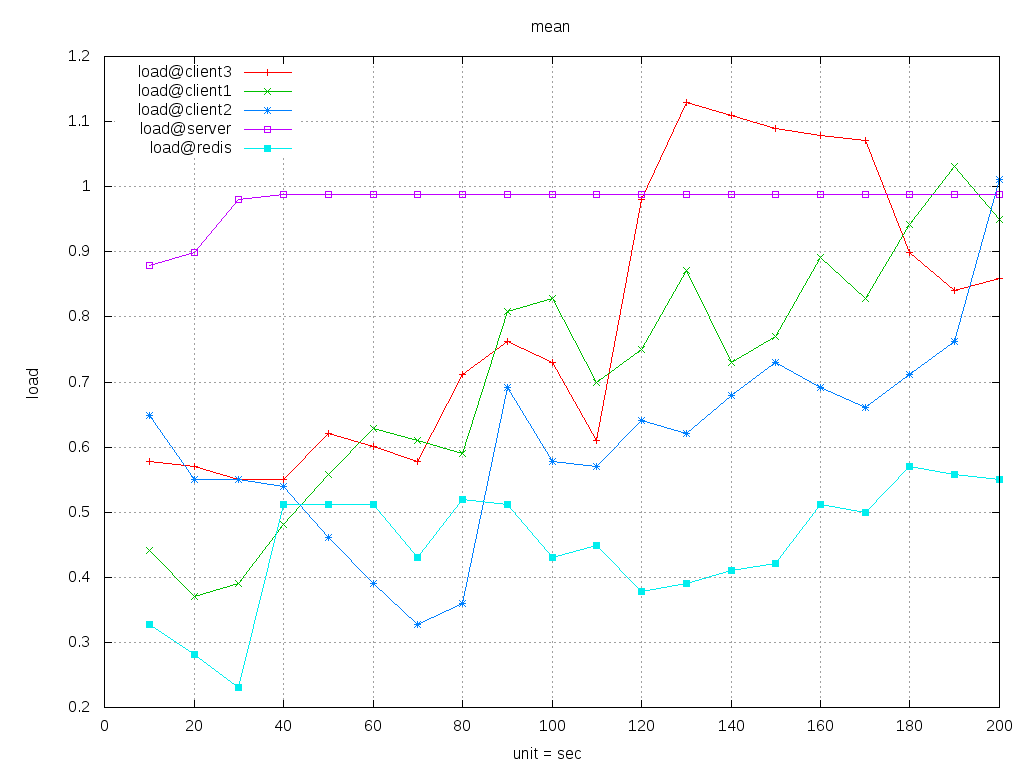 mean
load@client3
load@client1
load@client2
load@server
load@redis
load
1.2
1.1
1
0.9
0.8
0.7
0.6
0.5
0.4
0.3
0.2
0 20 40 60 80 100 120 140 160 180 200
unit = sec